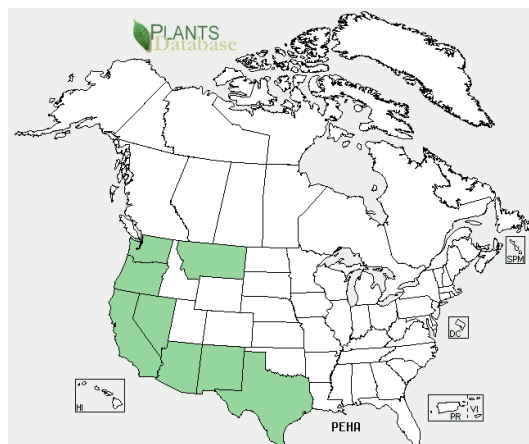 PLANTS
Database
SPM
DC
HI
PR
VI
PEHA